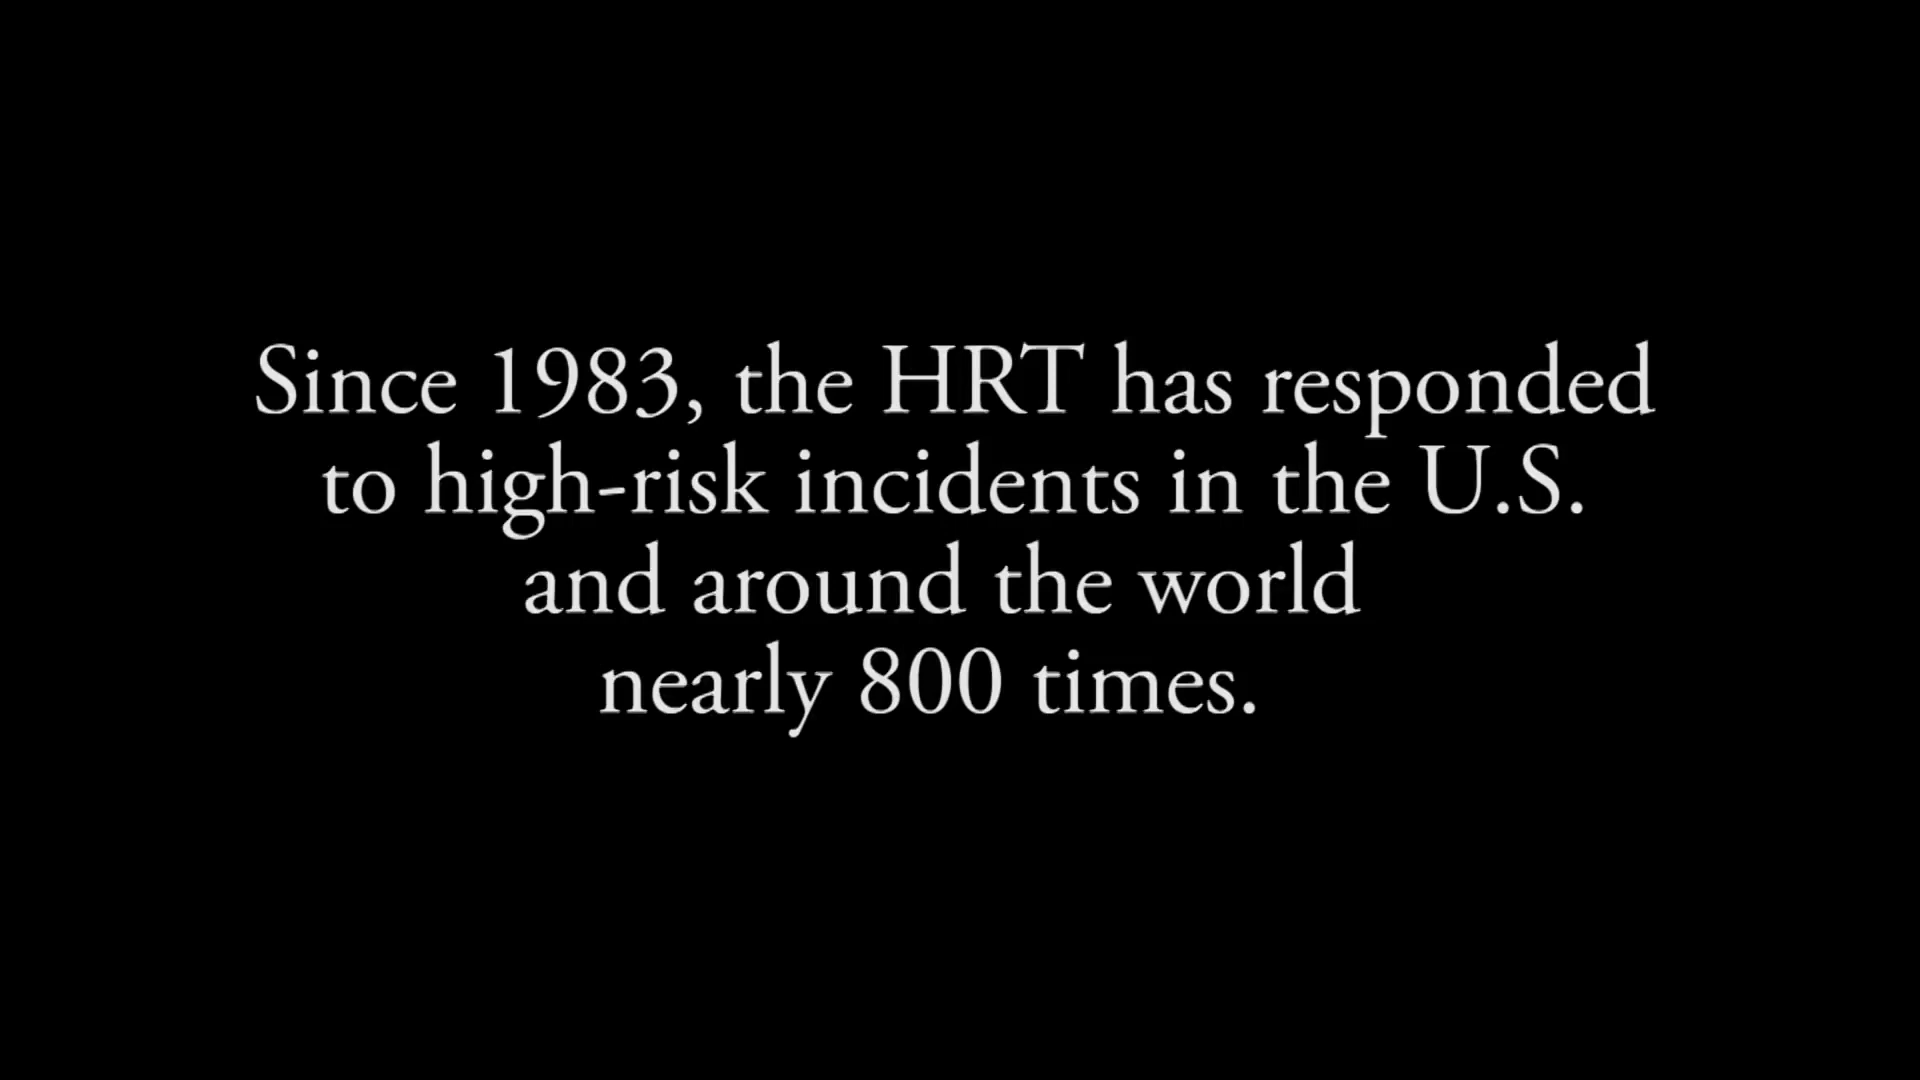 Since 1983, the HRT has responded
to high-risk incidents in the U.S.
and around the world
nearly 800 times.